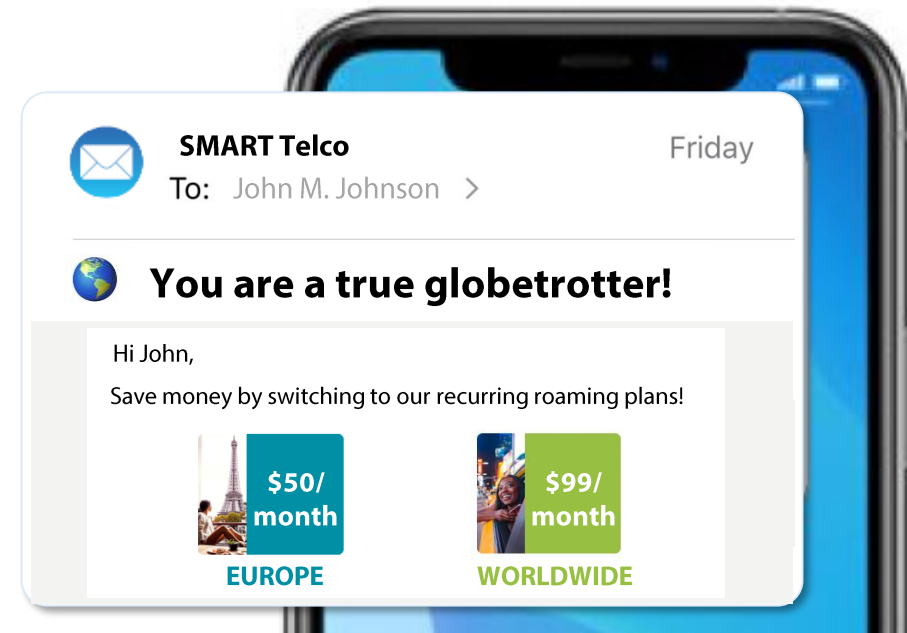 SMART Telco
Friday
To: John M. Johnson >
You are a true globetrotter!
Hi John,
Save money by switching to our recurring roaming plans!
$50/
month
EUROPE
$99/
month
WORLDWIDE